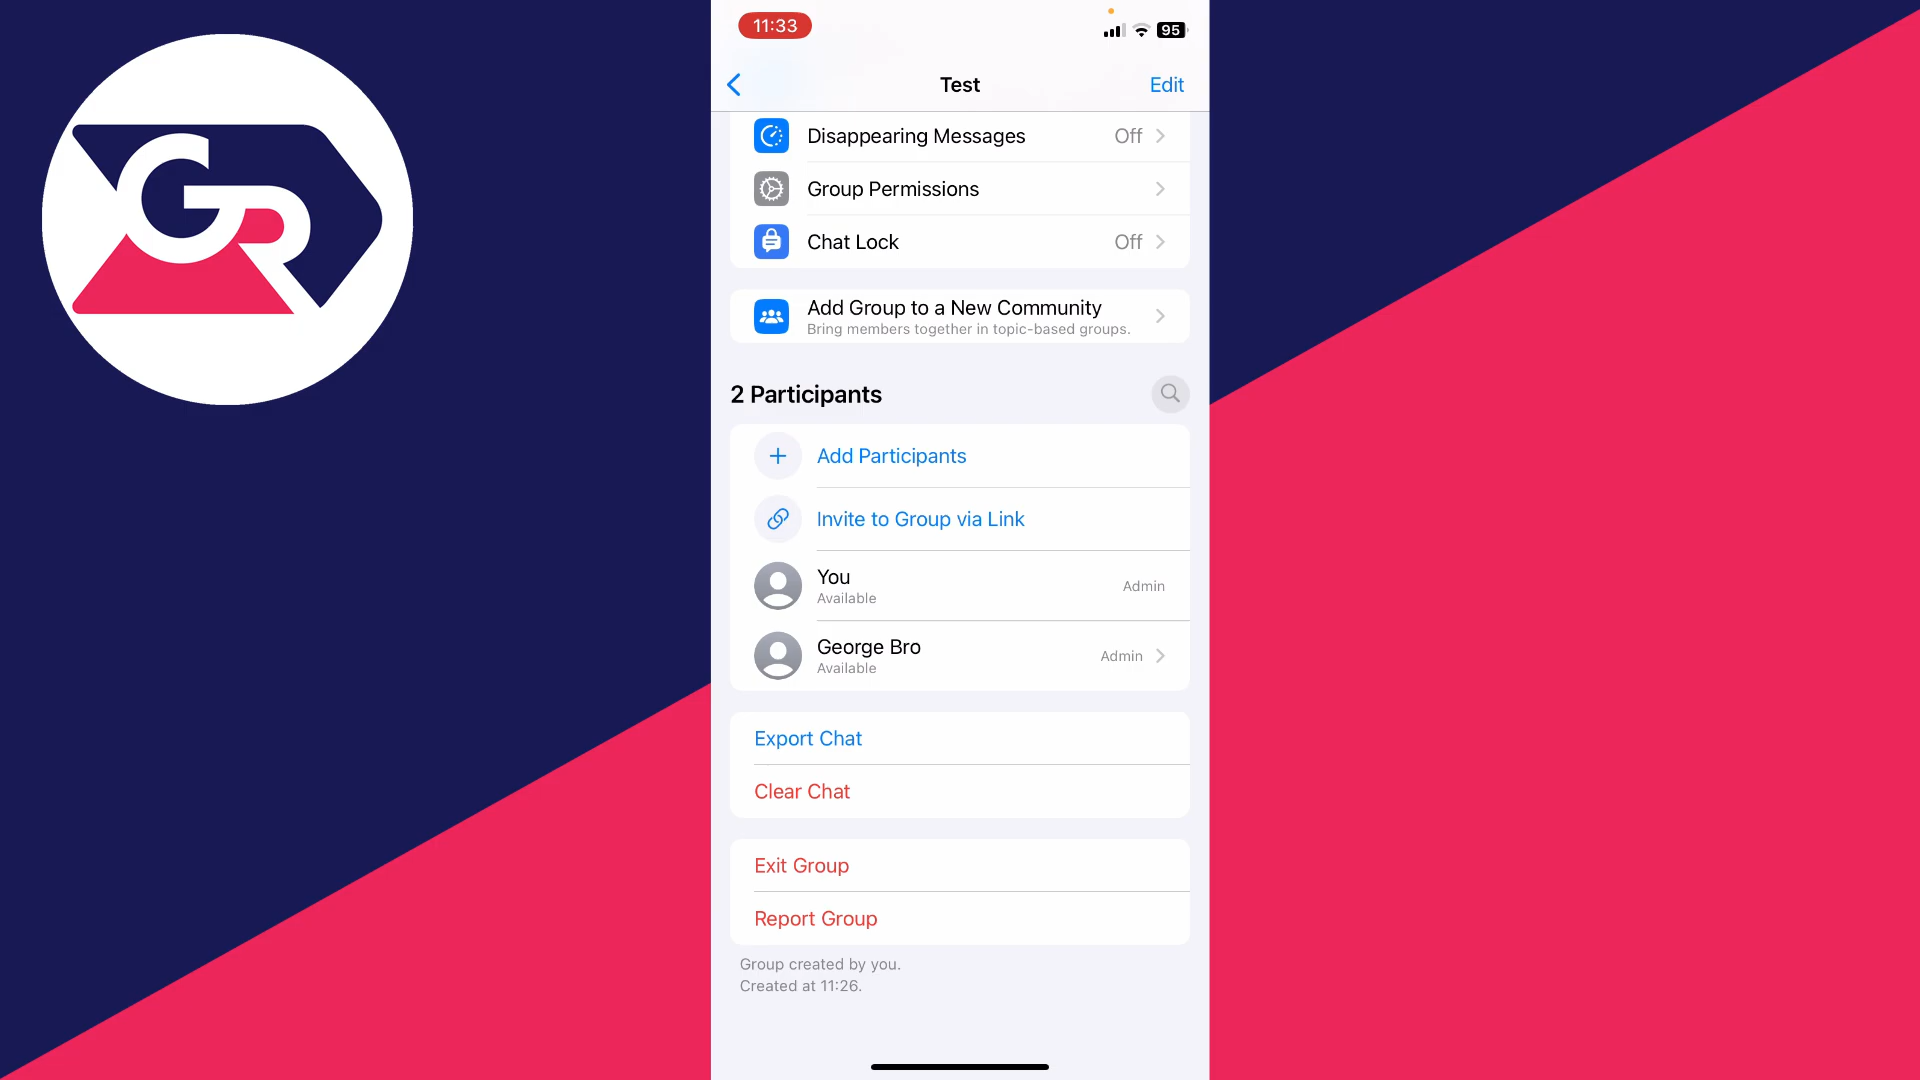 GR
11:33
95
Test
Edit
Disappearing Messages
Off
Group Permissions
Chat Lock
Off
Add Group to a New Community
Bring members together in topic-based groups.
2 Participants
Add Participants
Invite to Group via Link
You
Available
Admin
George Bro
Available
Admin
Export Chat
Clear Chat
Exit Group
Report Group
Group created by you.
Created at 11:26.